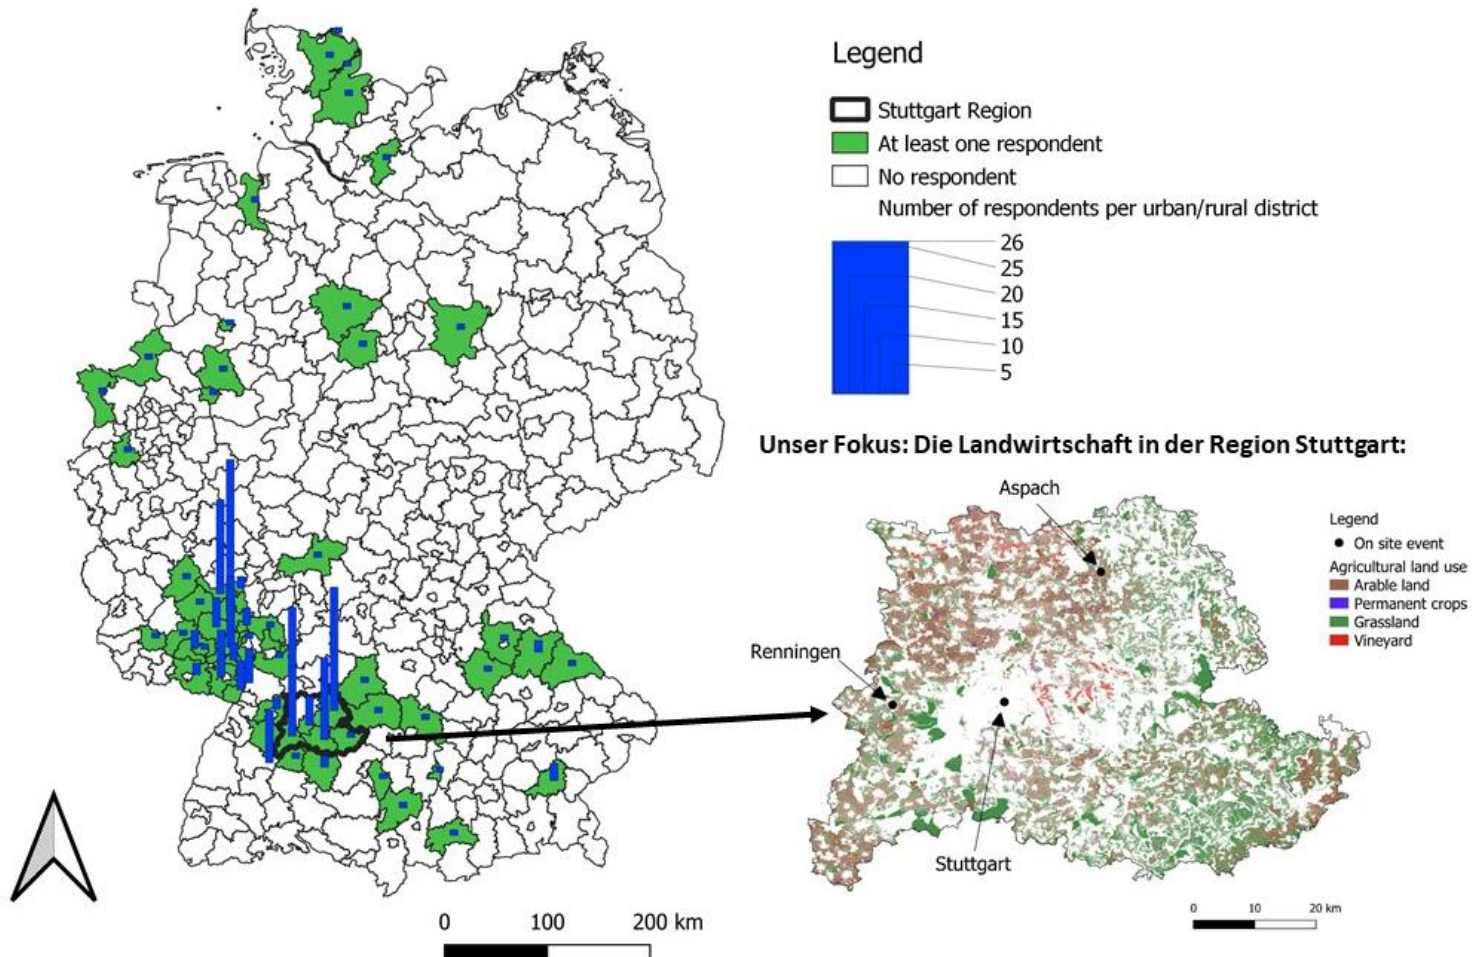 Legend
Stuttgart Region
At least one respondent
No respondent
Number of respondents per urban/rural district
26
25
20
15
10
5
Unser Fokus: Die Landwirtschaft in der Region Stuttgart:
Aspach
Legend
On site event
Agricultural land use
Arable land
Permanent crops
Grassland
Vineyard
Renningen
Stuttgart
0 100 200 km
0 10 20 km